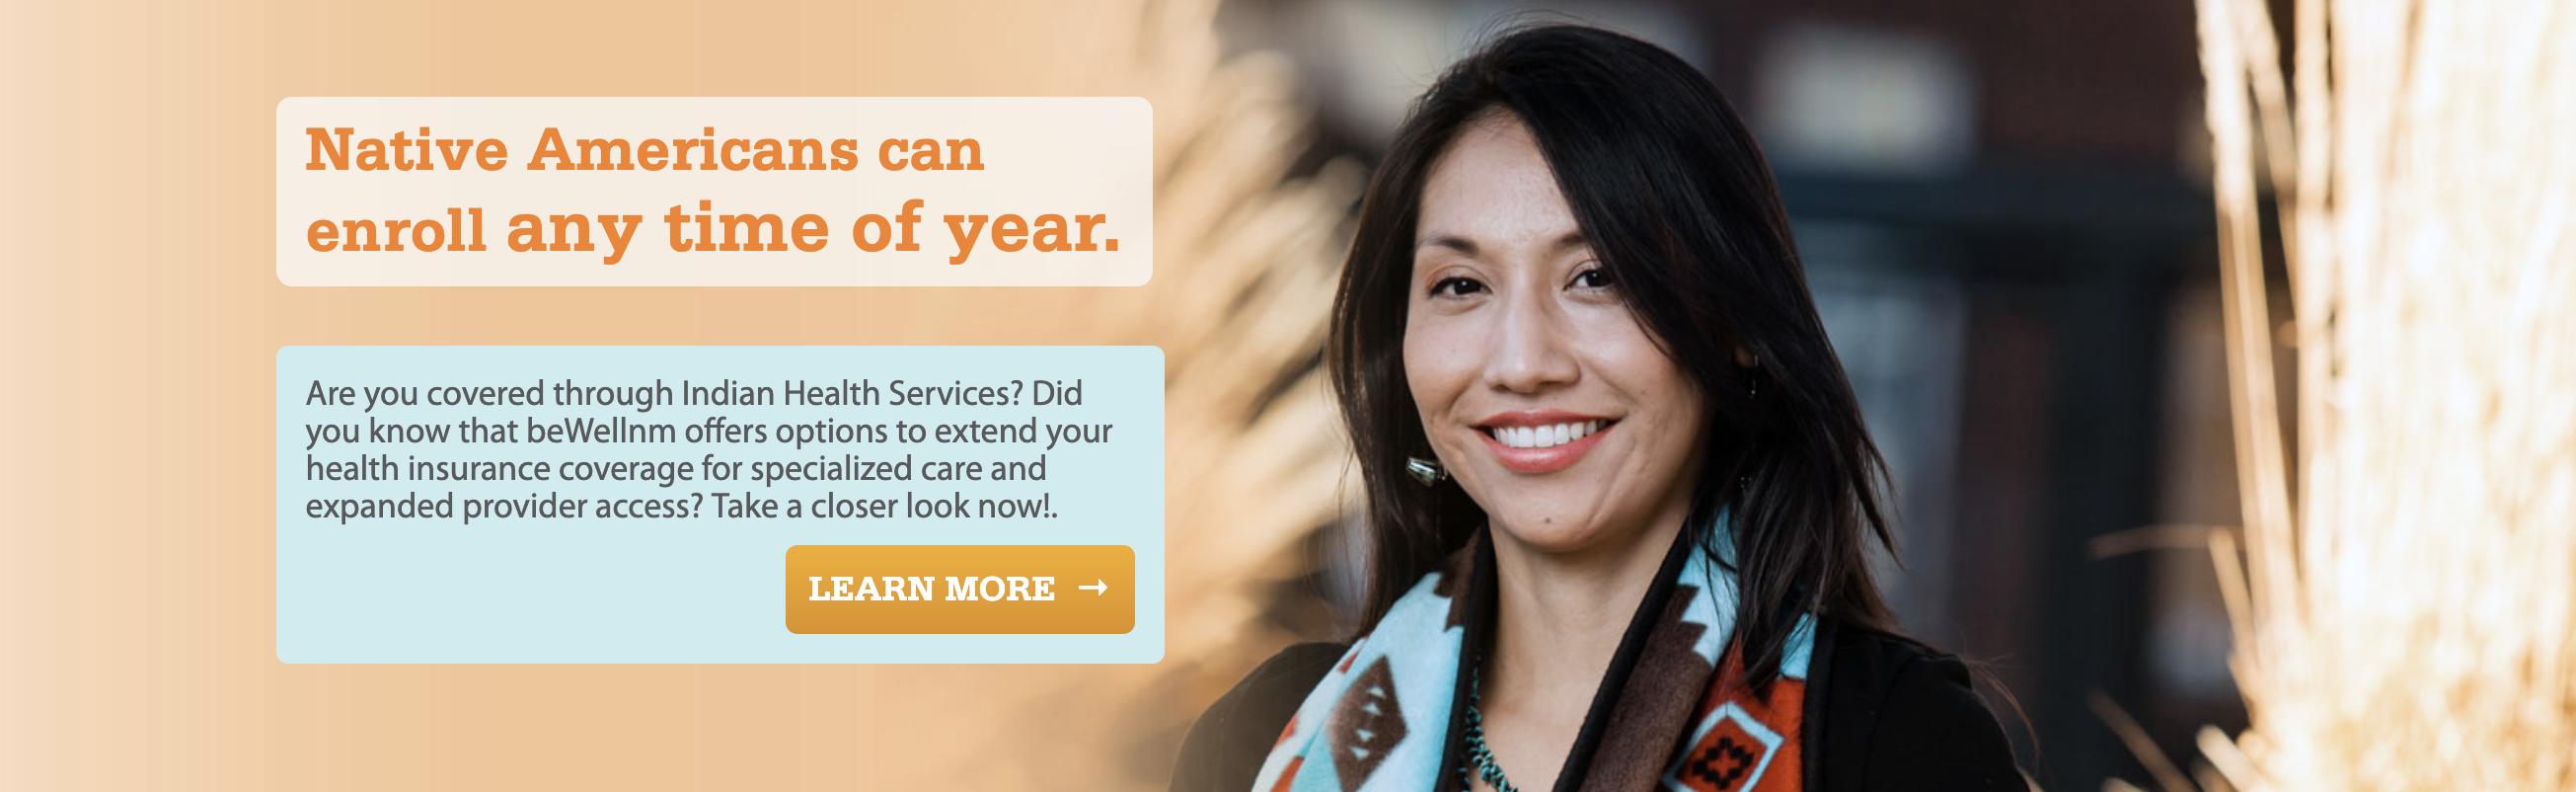 Native Americans can
enroll any time of year.
Are you covered through Indian Health Services? Did
you know that beWellnm offers options to extend your
health insurance coverage for specialized care and
expanded provider access? Take a closer look now!.
LEARN MORE →